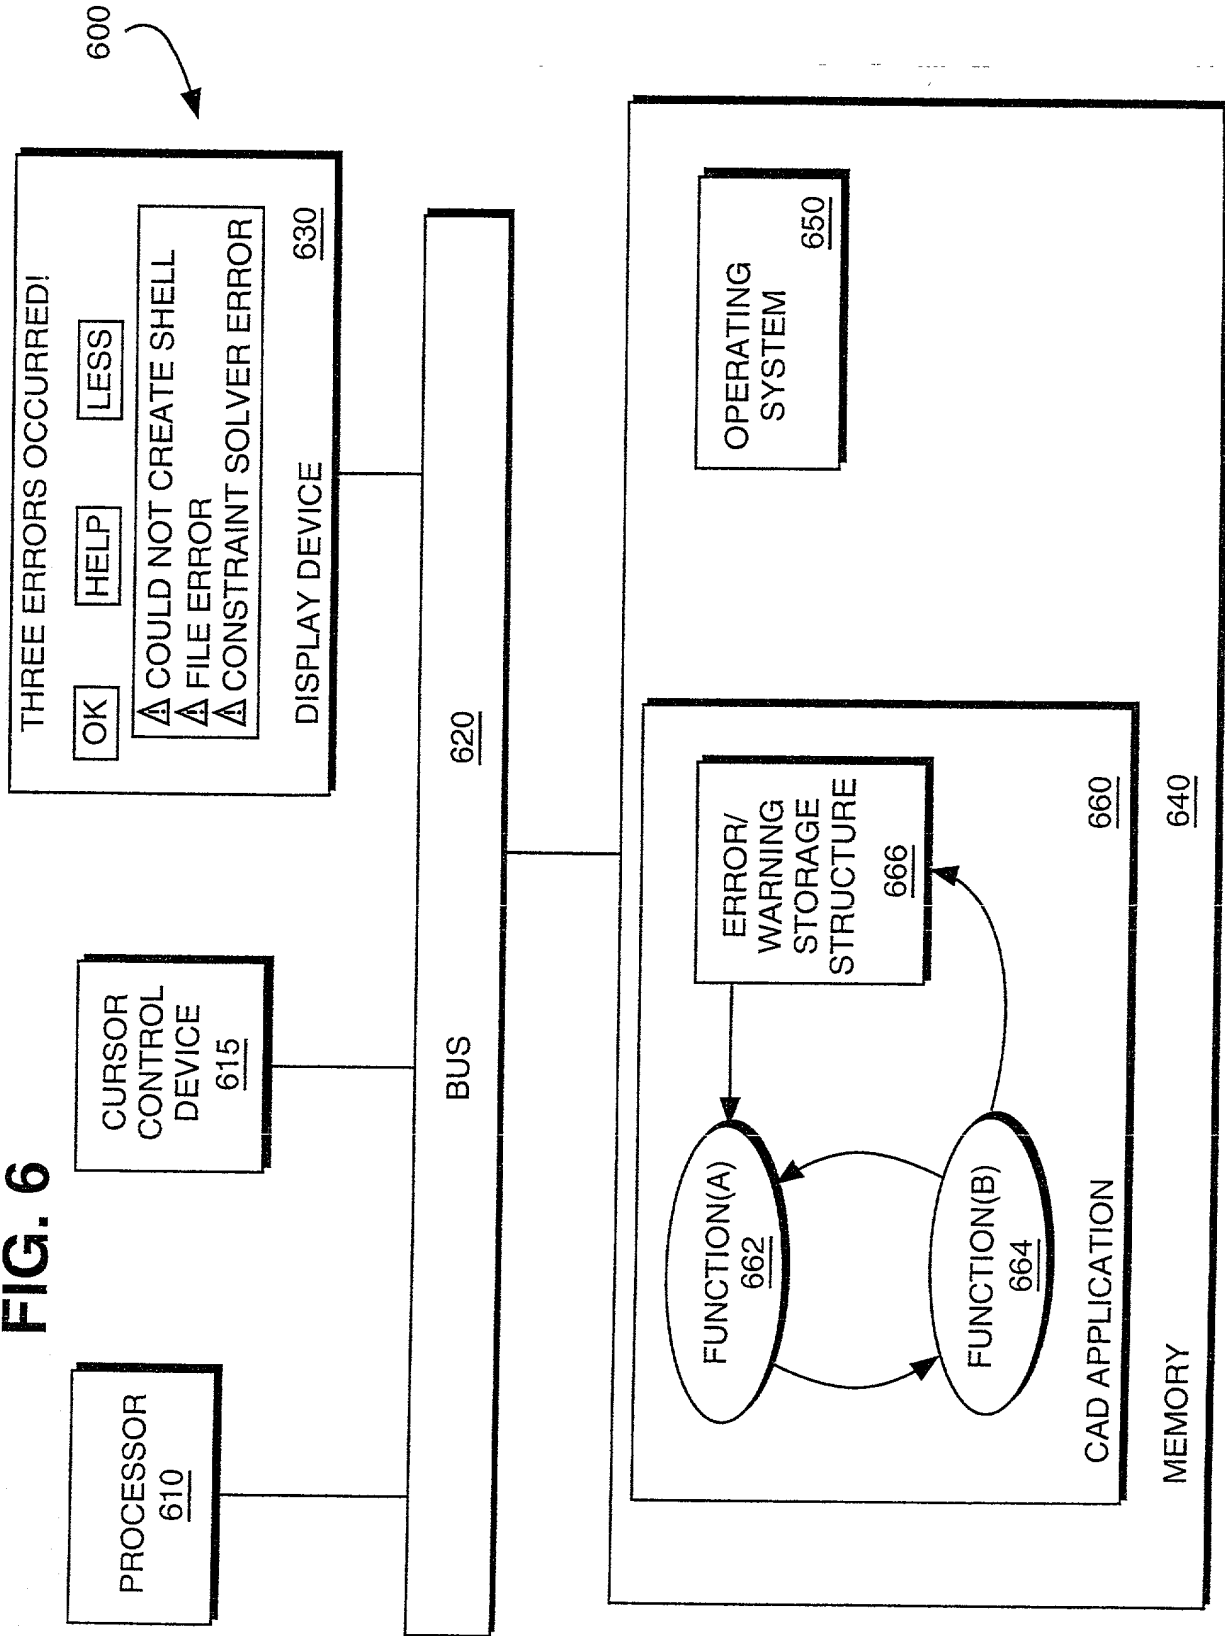 FIG. 6
600
PROCESSOR
610
CURSOR
CONTROL
DEVICE
615
THREE ERRORS OCCURRED!
OK
HELP
LESS
COULD NOT CREATE SHELL
FILE ERROR
CONSTRAINT SOLVER ERROR
DISPLAY DEVICE
630
BUS
620
FUNCTION(A)
662
ERROR/
WARNING
STORAGE
STRUCTURE
666
FUNCTION(B)
664
CAD APPLICATION
660
OPERATING
SYSTEM
650
MEMORY
640